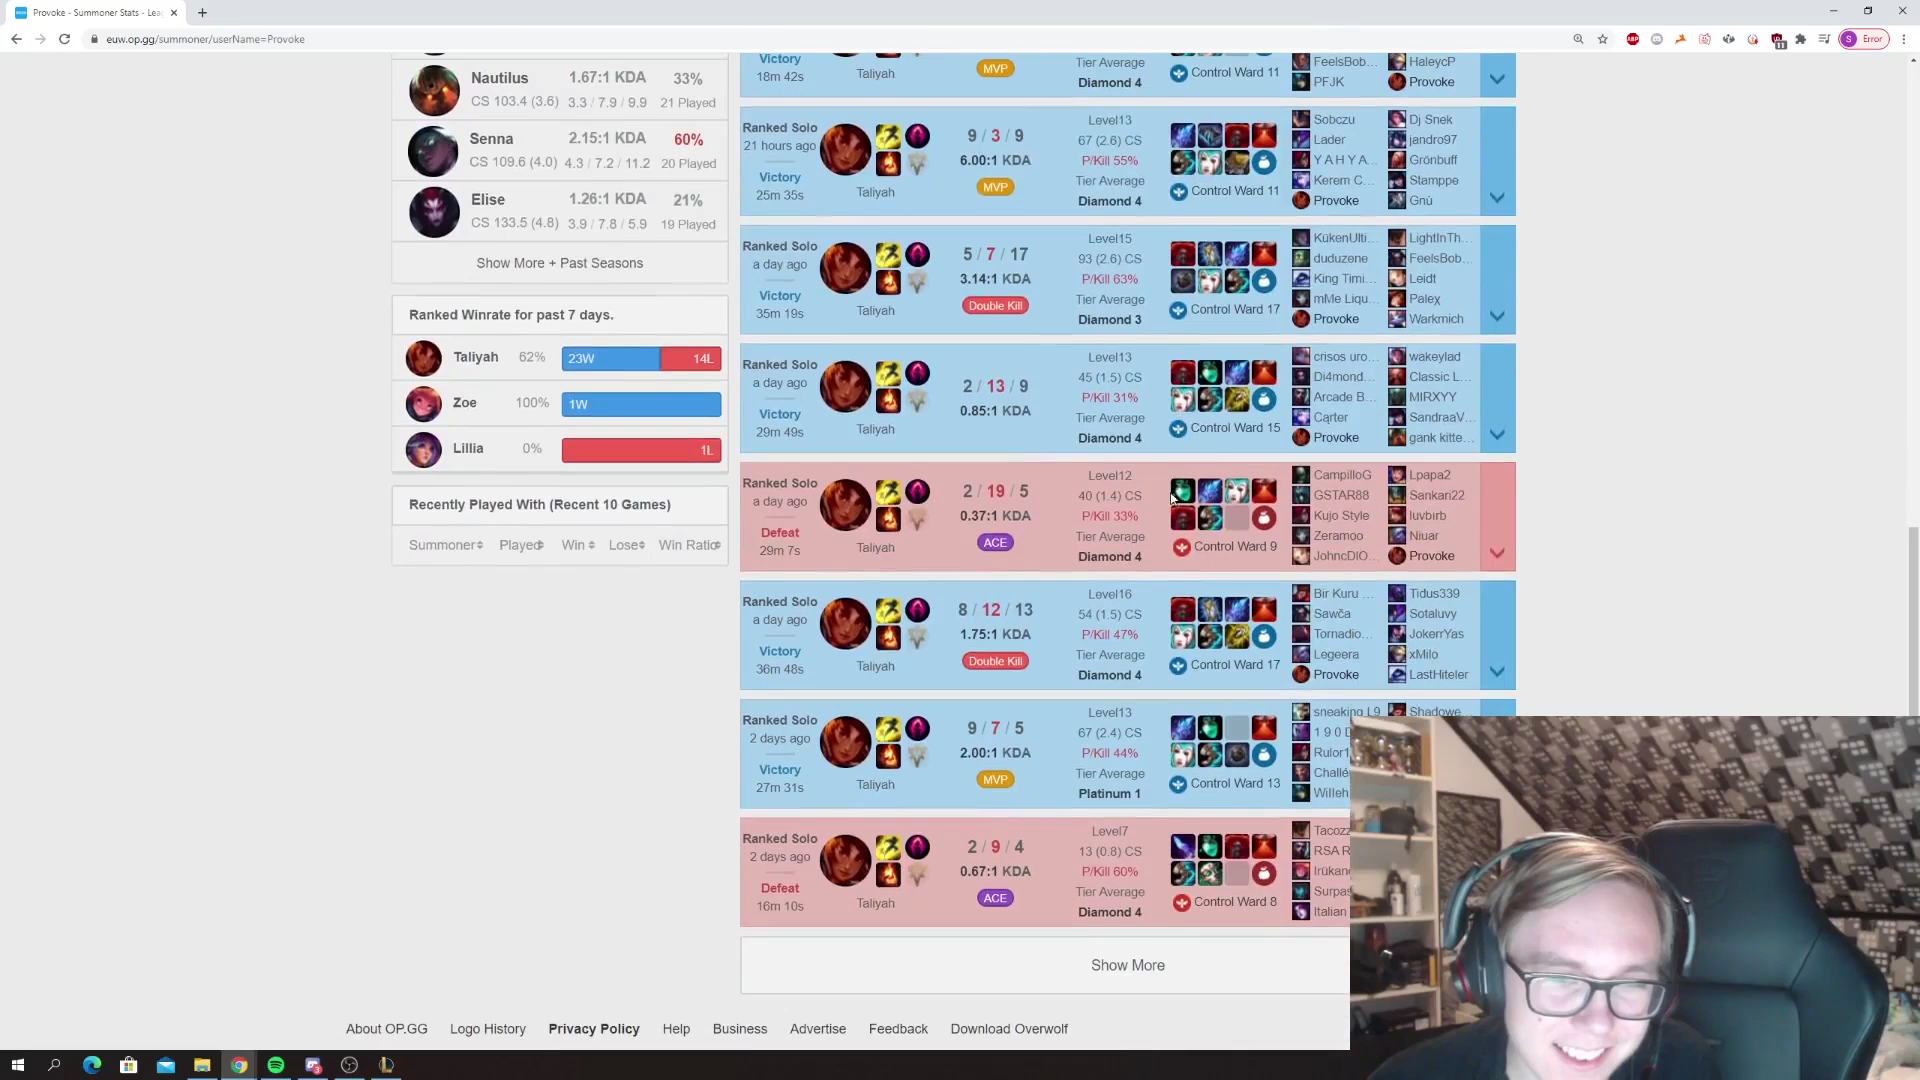 Provoke - Summoner Stats - Lea
euw.op.gg/summoner/userName=Provoke
Error
Nautilus 1.67:1 KDA 33%
CS 103.4 (3.6) 3.3 / 7.9 / 9.9 21 Played
Senna 2.15:1 KDA 60%
CS 109.6 (4.0) 4.3 / 7.2 / 11.2 20 Played
Elise 1.26:1 KDA 21%
CS 133.5 (4.8) 3.9 / 7.8 / 5.9 19 Played
Show More + Past Seasons
Ranked Winrate for past 7 days.
Taliyah 62% 23W 14L
Zoe 100% 1W
Lillia 0% 1L
Recently Played With (Recent 10 Games)
Summoner Played Win Lose Win Ratio
Victory
18m 42s
Taliyah
MVP
Tier Average
Diamond 4
Control Ward 11
FeelsBob... HaleycP
PFJK Provoke
Ranked Solo
21 hours ago
Victory
25m 35s
Taliyah
9 / 3 / 9
6.00:1 KDA
MVP
Level13
67 (2.6) CS
P/Kill 55%
Tier Average
Diamond 4
Control Ward 11
Sobczu Dj Snek
Lader jandro97
Y A H Y A... Grönbuff
Kerem C... Stamppe
Provoke Gnù
Ranked Solo
a day ago
Victory
35m 19s
Taliyah
5 / 7 / 17
3.14:1 KDA
Double Kill
Level15
93 (2.6) CS
P/Kill 63%
Tier Average
Diamond 3
Control Ward 17
KükenUlti... LightInTh...
duduzene FeelsBob...
King Timi... Leidt
mMe Liqu... Paleχ
Provoke Warkmich
Ranked Solo
a day ago
Victory
29m 49s
Taliyah
2 / 13 / 9
0.85:1 KDA
Level13
45 (1.5) CS
P/Kill 31%
Tier Average
Diamond 4
Control Ward 15
crisos uro... wakeylad
Di4mond... Classic L...
Arcade B... MIRXYY
Cąrter SandraaV...
Provoke gank kitte...
Ranked Solo
a day ago
Defeat
29m 7s
Taliyah
2 / 19 / 5
0.37:1 KDA
ACE
Level12
40 (1.4) CS
P/Kill 33%
Tier Average
Diamond 4
Control Ward 9
CampilloG Lpapa2
GSTAR88 Sankari22
Kujo Style luvbırb
Zeramoo Niuar
JohncDIO... Provoke
Ranked Solo
a day ago
Victory
36m 48s
Taliyah
8 / 12 / 13
1.75:1 KDA
Double Kill
Level16
54 (1.5) CS
P/Kill 47%
Tier Average
Diamond 4
Control Ward 17
Bir Kuru ... Tidus339
Sawča Sotaluvy
Tornadio... JokerrYas
Legeera xMilo
Provoke LastHiteler
Ranked Solo
2 days ago
Victory
27m 31s
Taliyah
9 / 7 / 5
2.00:1 KDA
MVP
Level13
67 (2.4) CS
P/Kill 44%
Tier Average
Platinum 1
Control Ward 13
sneaking L9 Shadowe...
1 9 0
Rulor1
Challé
Willeh
Ranked Solo
2 days ago
Defeat
16m 10s
Taliyah
2 / 9 / 4
0.67:1 KDA
ACE
Level7
13 (0.8) CS
P/Kill 60%
Tier Average
Diamond 4
Control Ward 8
Tacozz
RSA R
Irükan
Surpas
Italian
Show More
About OP.GG Logo History Privacy Policy Help Business Advertise Feedback Download Overwolf